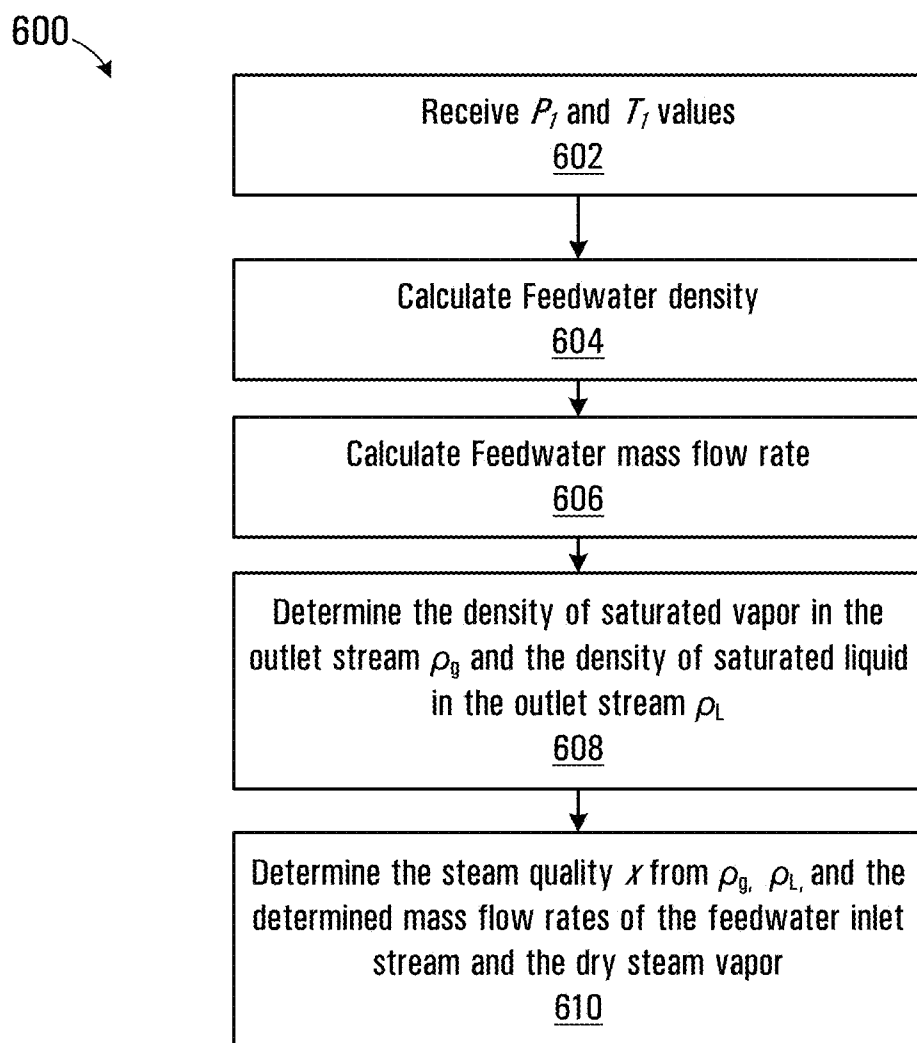 600
Receive P₁ and T₁ values
602
Calculate Feedwater density
604
Calculate Feedwater mass flow rate
606
Determine the density of saturated vapor in the
outlet stream ρg and the density of saturated liquid
in the outlet stream ρL
608
Determine the steam quality x from ρg, ρL, and the
determined mass flow rates of the feedwater inlet
stream and the dry steam vapor
610